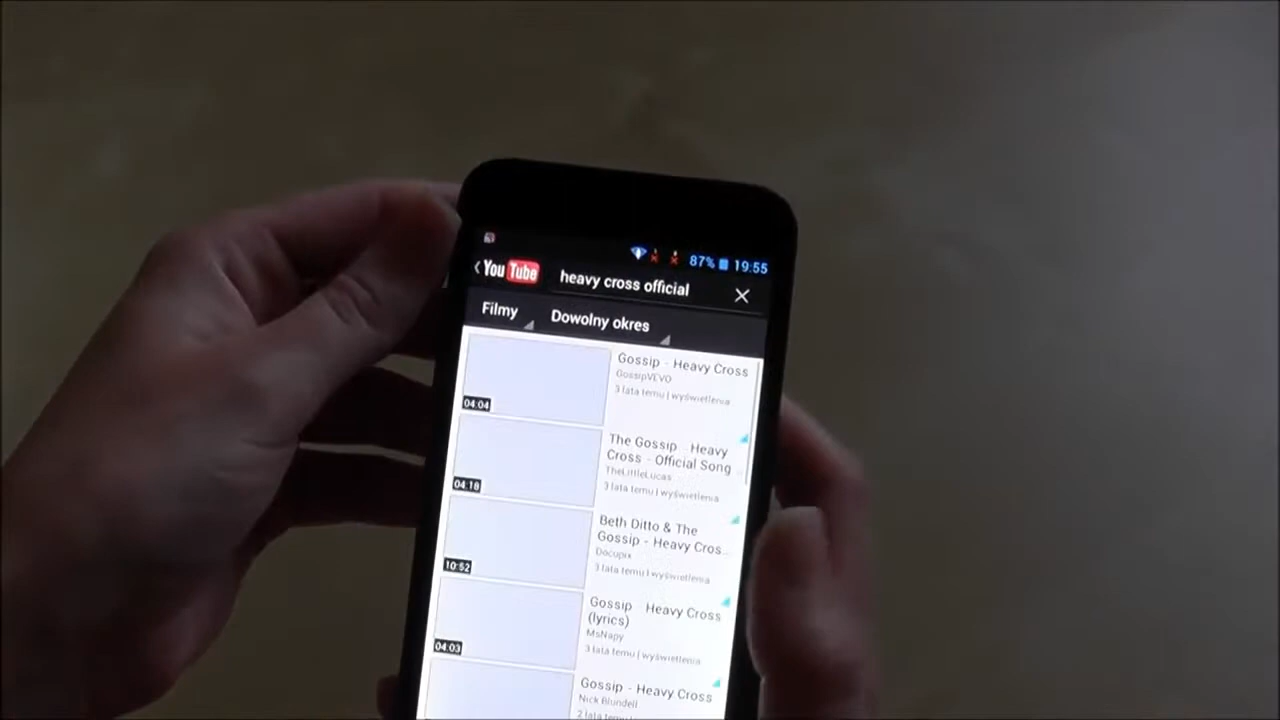 87% 19:55
YouTube heavy cross official
Filmy Dowolny okres
Gossip - Heavy Cross
GossipVEVO
3 lata temu | wyświetlenia
04:04
The Gossip - Heavy
Cross - Official Song
TheLittleLucas
3 lata temu | wyświetlenia
04:18
Beth Ditto & The
Gossip - Heavy Cros...
Docupix
3 lata temu | wyświetlenia
10:52
Gossip Heavy Cross
(lyrics)
MsNapy
3 lata temu | wyświetlenia
04:03
Gossip - Heavy Cross
Nick Blundell
2 lata temu